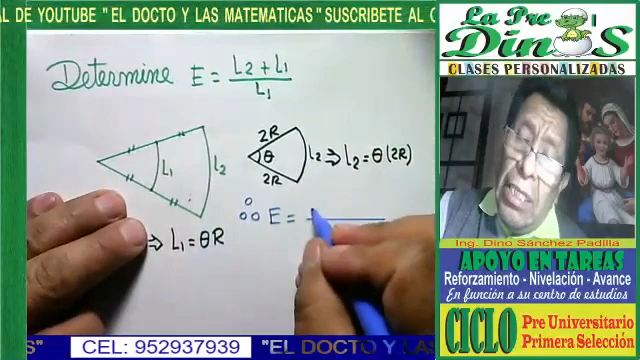 AL DE YOUTUBE "EL DOCTO Y LAS MATEMATICAS" SUSCRIBETE AL C
La Pre
DinoS
CLASES PERSONALIZADAS
Determine E = L2 + L1 / L1
2R
θ
2R
L1
L2
L2 ⇒ L2 = θ(2R)
∴ E =
⇒ L1 = θR
Ing. Dino Sánchez Padilla
APOYO EN TAREAS
Reforzamiento - Nivelación - Avance
En función a su centro de estudios
CICLO Pre Universitario
Primera Selección
S" CEL: 952937939 "EL DOCTO Y LAS M